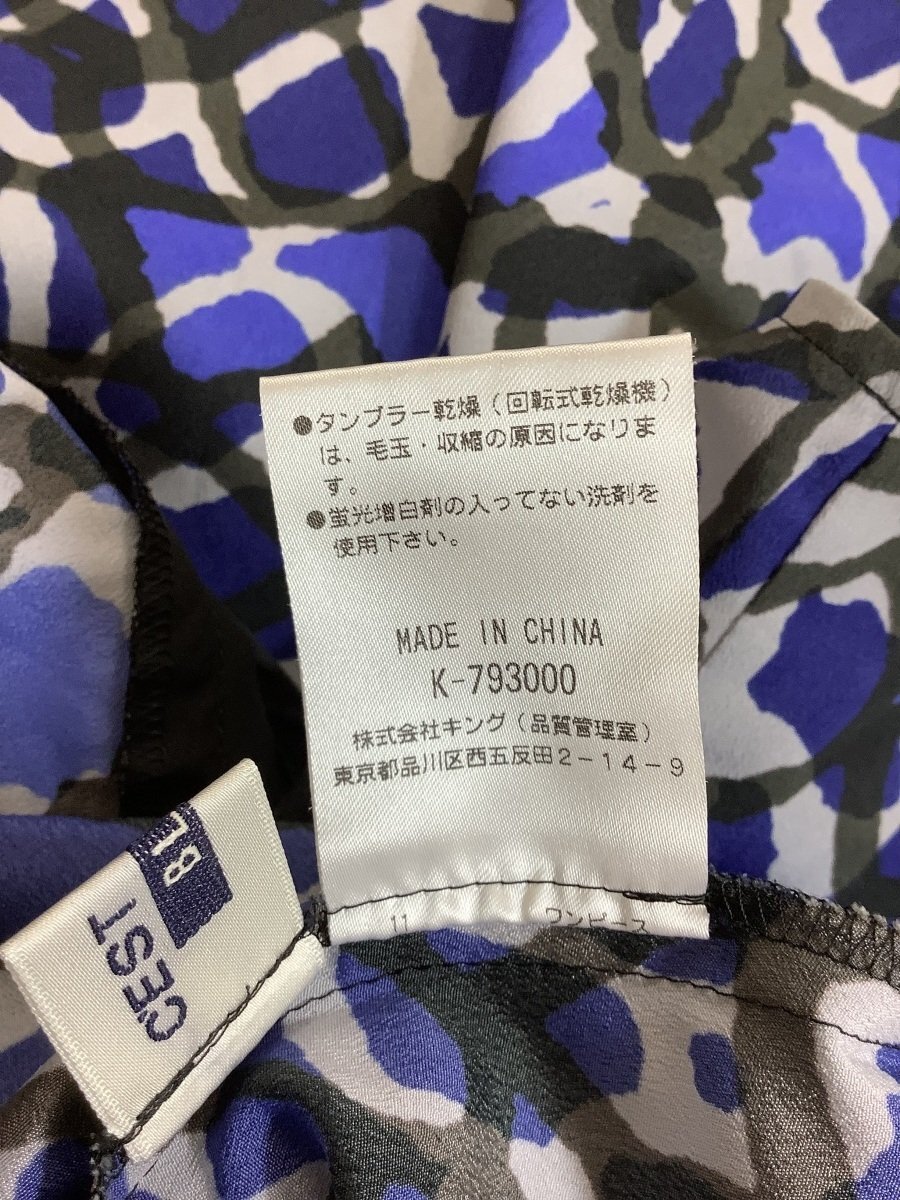 ●タンブラー乾燥（回転式乾燥機）
は、毛玉・収縮の原因になりま
す。
●蛍光増白剤の入ってない洗剤を
使用下さい。
MADE IN CHINA
K-793000
株式会社キング（品質管理室）
東京都品川区西五反田2-14-9
11 ワンピース
C'EST